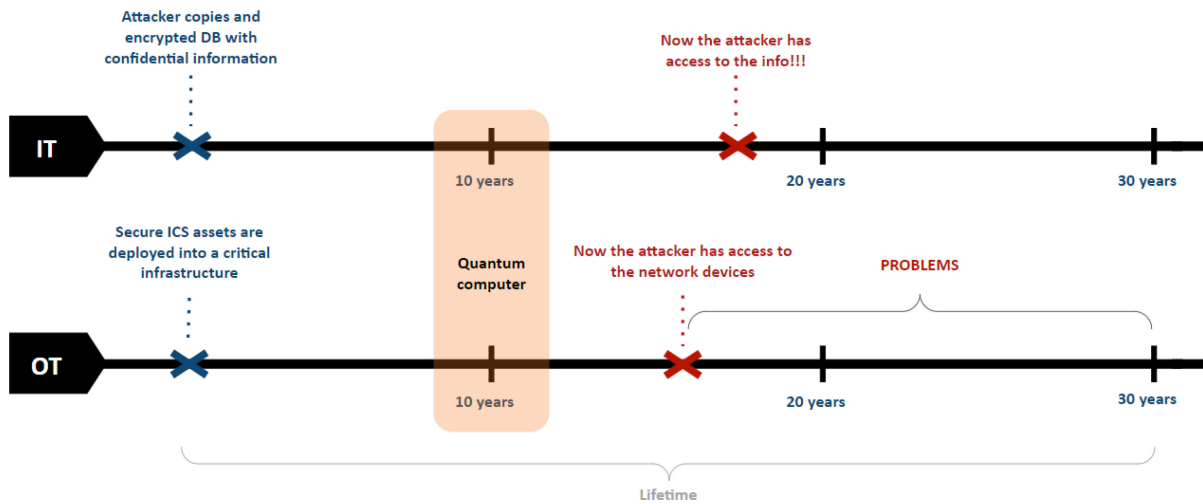 Attacker copies and
encrypted DB with
confidential information
Now the attacker has
access to the info!!!
IT
10 years
20 years
30 years
Secure ICS assets are
deployed into a critical
infrastructure
Quantum
computer
Now the attacker has access to
the network devices
PROBLEMS
OT
10 years
20 years
30 years
Lifetime